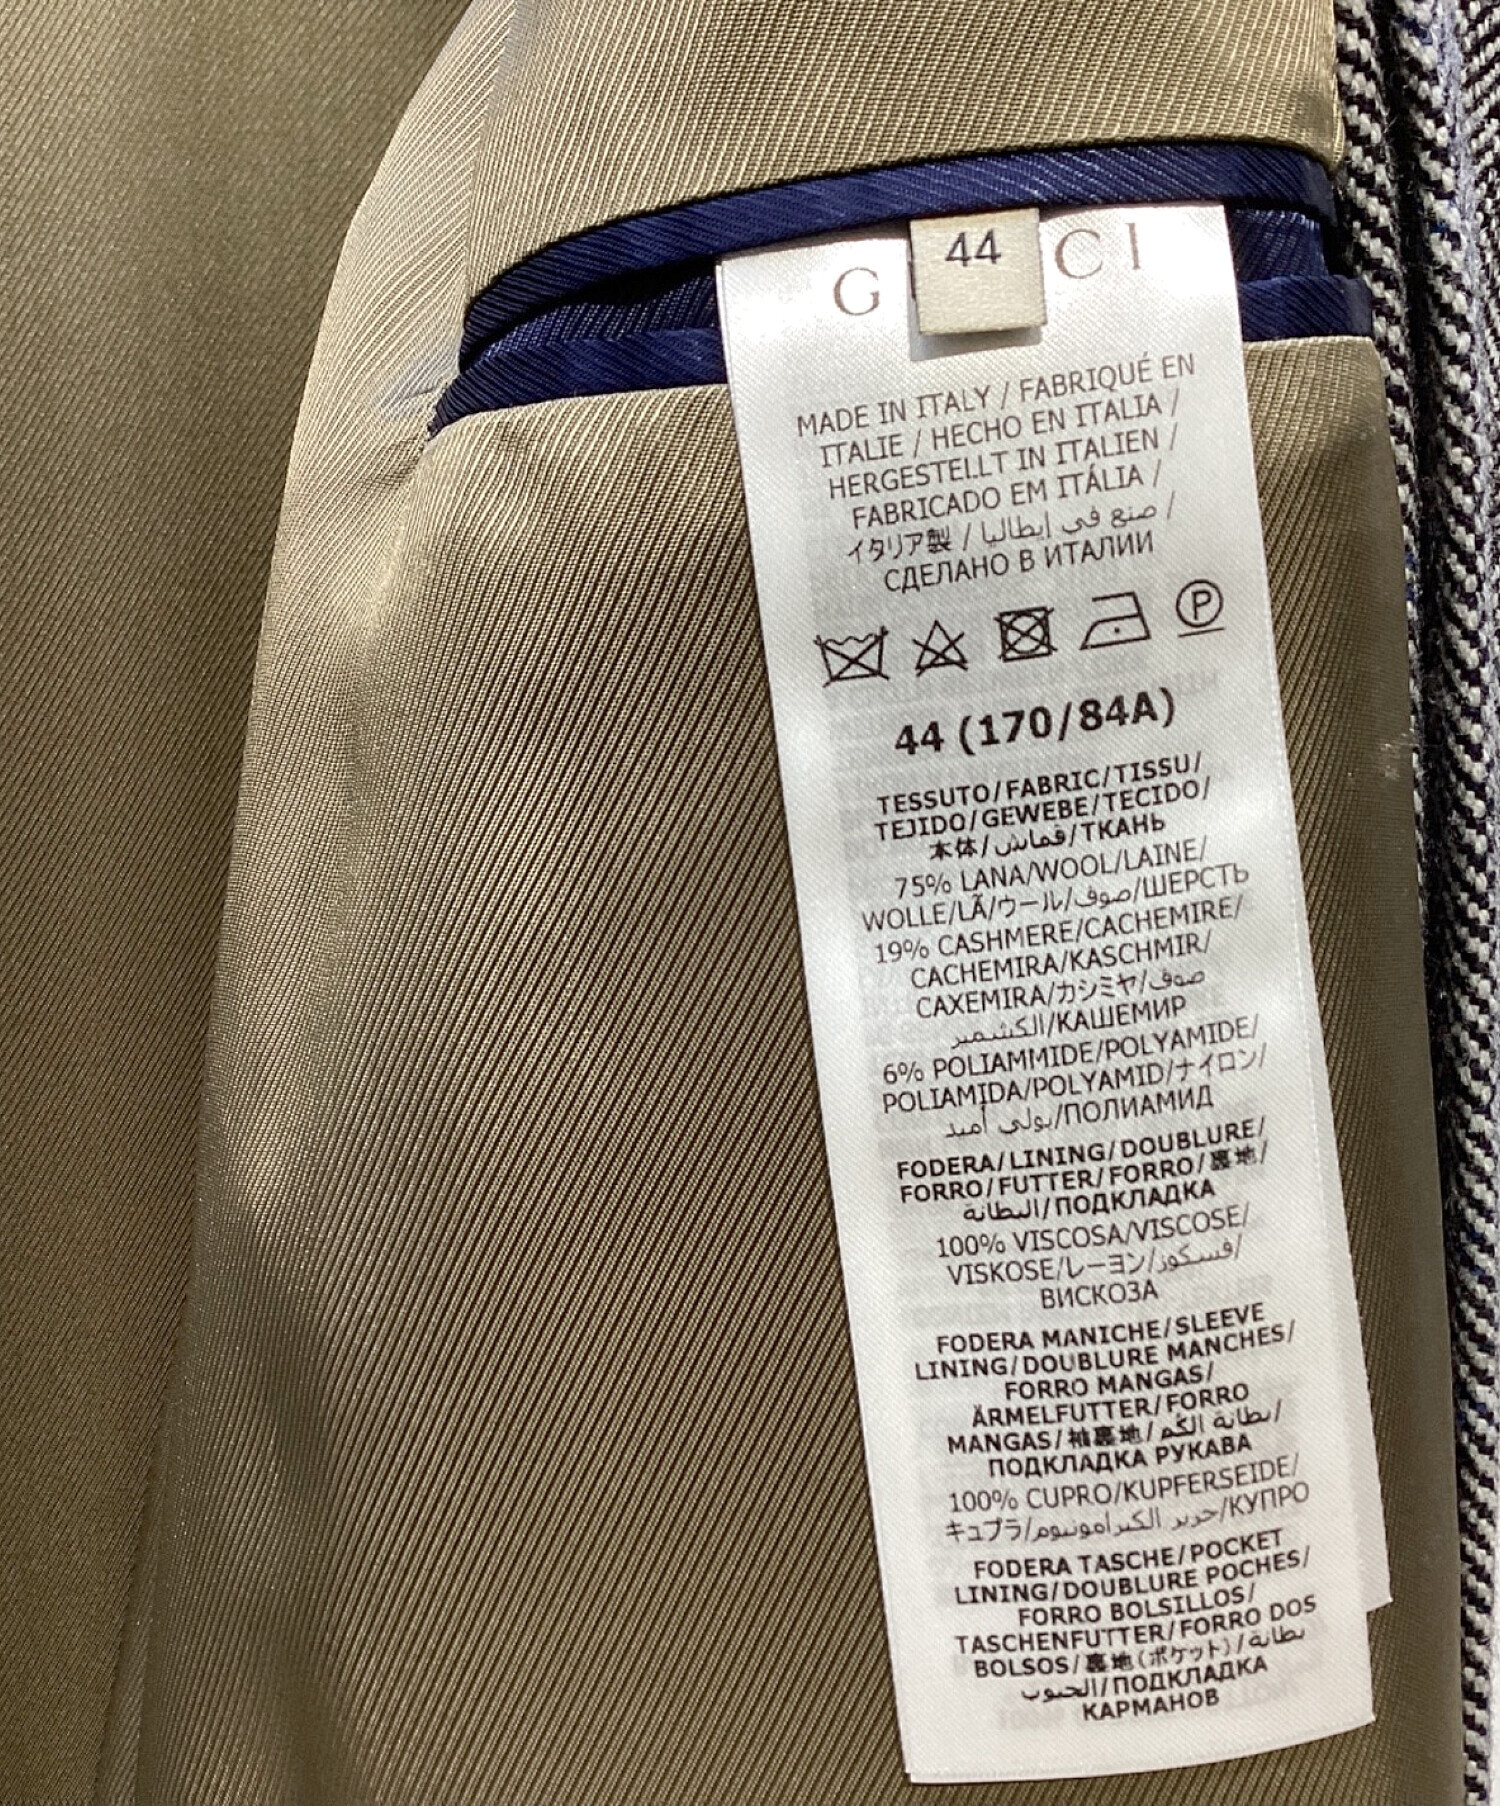 44
G CI
MADE IN ITALY / FABRIQUÉ EN
ITALIE / HECHO EN ITALIA /
HERGESTELLT IN ITALIEN /
FABRICADO EM ITÁLIA /
イタリア製 / صنع في إيطاليا /
СДЕЛАНО В ИТАЛИИ
P
44 (170/84A)
TESSUTO/FABRIC/TISSU/
TEJIDO/GEWEBE/TECIDO/
本体/قماش/ТКАНЬ
75% LANA/WOOL/LAINE/
WOLLE/LÃ/ウール/صوف/ШЕРСТЬ
19% CASHMERE/CACHEMIRE/
CACHEMIRA/KASCHMIR/
CAXEMIRA/カシミヤ/صوف
الكشمير/КАШЕМИР
6% POLIAMMIDE/POLYAMIDE/
POLIAMIDA/POLYAMID/ナイロン/
بولي أميد/ПОЛИАМИД
FODERA/LINING/DOUBLURE/
FORRO/FUTTER/FORRO/裏地/
البطانة/ПОДКЛАДКА
100% VISCOSA/VISCOSE/
VISKOSE/レーヨン/فسكوز/
ВИСКОЗА
FODERA MANICHE/SLEEVE
LINING/DOUBLURE MANCHES/
FORRO MANGAS/
ÄRMELFUTTER/FORRO
MANGAS/袖裏地/بطانة الكم/
ПОДКЛАДКА РУКАВА
100% CUPRO/KUPFERSEIDE/
キュプラ/حرير الكبرامونيوم/КУПРО
FODERA TASCHE/POCKET
LINING/DOUBLURE POCHES/
FORRO BOLSILLOS/
TASCHENFUTTER/FORRO DOS
BOLSOS/裏地(ポケット)/بطانة
الجيوب/ПОДКЛАДКА
КАРМАНОВ